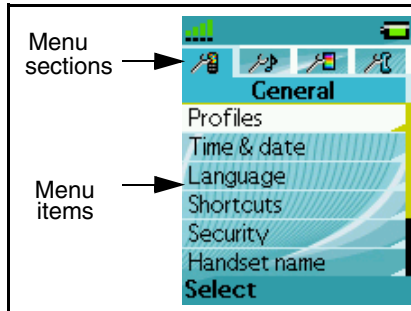 Menu
sections
General
Profiles
Time & date
Language
Menu
items
Shortcuts
Security
Handset name
Select